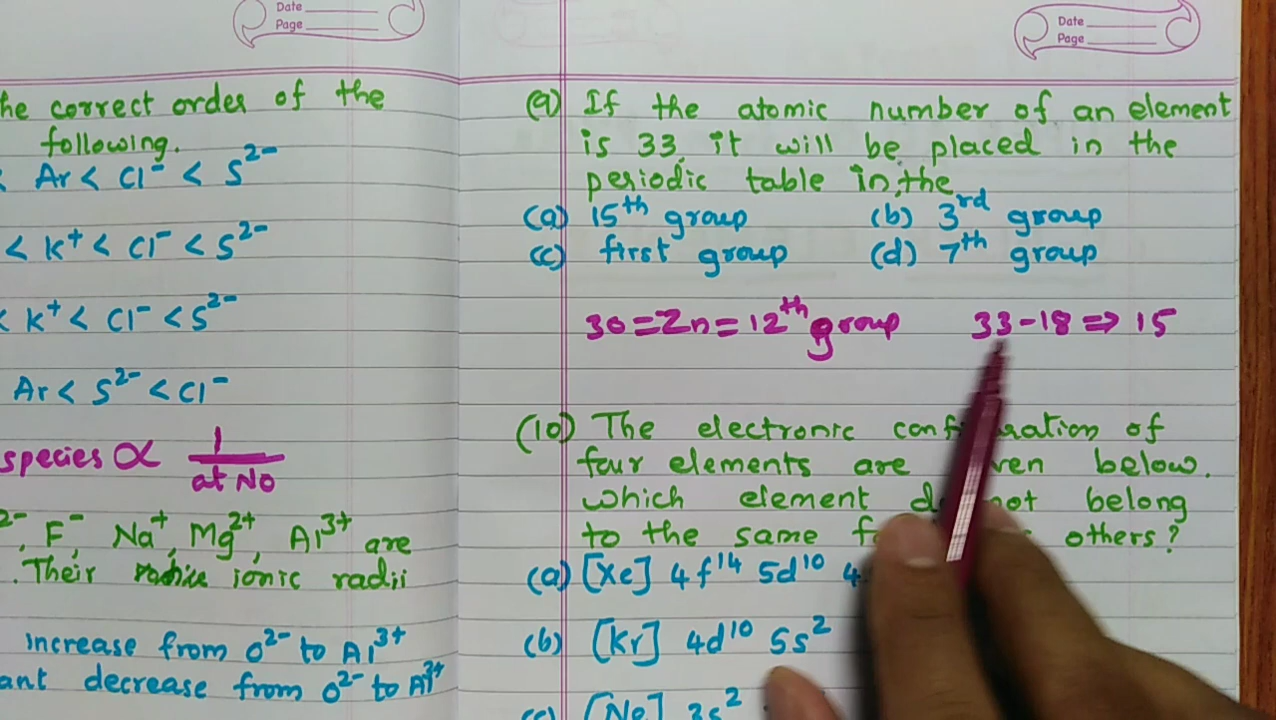 Date
Page
he correct order of the
following.
Ar < Cl⁻ < S²⁻
< K⁺ < Cl⁻ < S²⁻
< K⁺ < Cl⁻ < S²⁻
Ar < S²⁻ < Cl⁻
species ∝ 1/at No
²⁻, F⁻, Na⁺, Mg²⁺, Al³⁺ are
. Their ionic radii
Increase from O²⁻ to Al³⁺
ant decrease from O²⁻ to Al³⁺
Date
Page
(9) If the atomic number of an element
is 33, it will be placed in the
periodic table in the
(a) 15th group (b) 3rd group
(c) first group (d) 7th group
30 = Zn = 12th group 33-18 ⇒ 15
(10) The electronic of
four elements are below.
which element not belong
to the same others?
(a) [Xe] 4f¹⁴ 5d¹⁰
(b) [Kr] 4d¹⁰ 5s²
(c) [Ne] 3s²